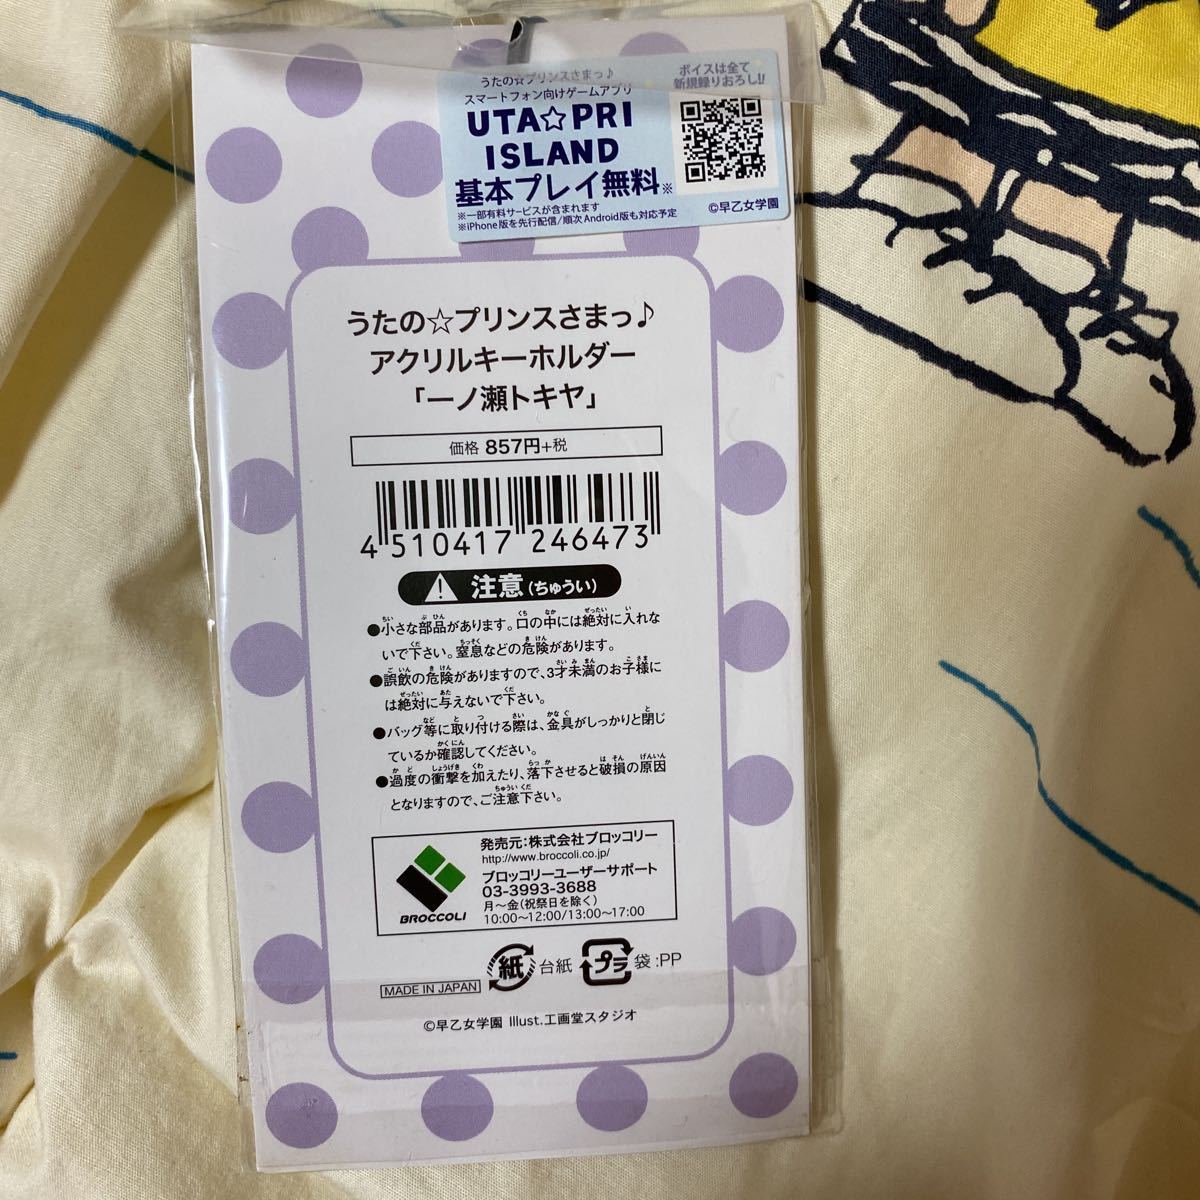 うたの☆プリンスさまっ♪
スマートフォン向けゲームアプリ
UTA☆PRI
ISLAND
基本プレイ無料※
※一部有料サービスが含まれます
※iPhone版を先行配信/順次Android版も対応予定
ボイスは全て
新規録りおろし!!
©早乙女学園
うたの☆プリンスさまっ♪
アクリルキーホルダー
「一ノ瀬トキヤ」
価格 857円+税
4 510417 246473
注意(ちゅうい)
●小さな部品があります。口の中には絶対に入れな
いで下さい。窒息などの危険があります。
●誤飲の危険がありますので、3才未満のお子様に
は絶対に与えないで下さい。
●バッグ等に取り付ける際は、金具がしっかりと閉じ
ているか確認してください。
●過度の衝撃を加えたり、落下させると破損の原因
となりますので、ご注意下さい。
BROCCOLI
発売元:株式会社ブロッコリー
http://www.broccoli.co.jp/
ブロッコリーユーザーサポート
03-3993-3688
月〜金(祝祭日を除く)
10:00〜12:00/13:00〜17:00
MADE IN JAPAN
紙 台紙 プラ 袋:PP
©早乙女学園 Illust.工画堂スタジオ